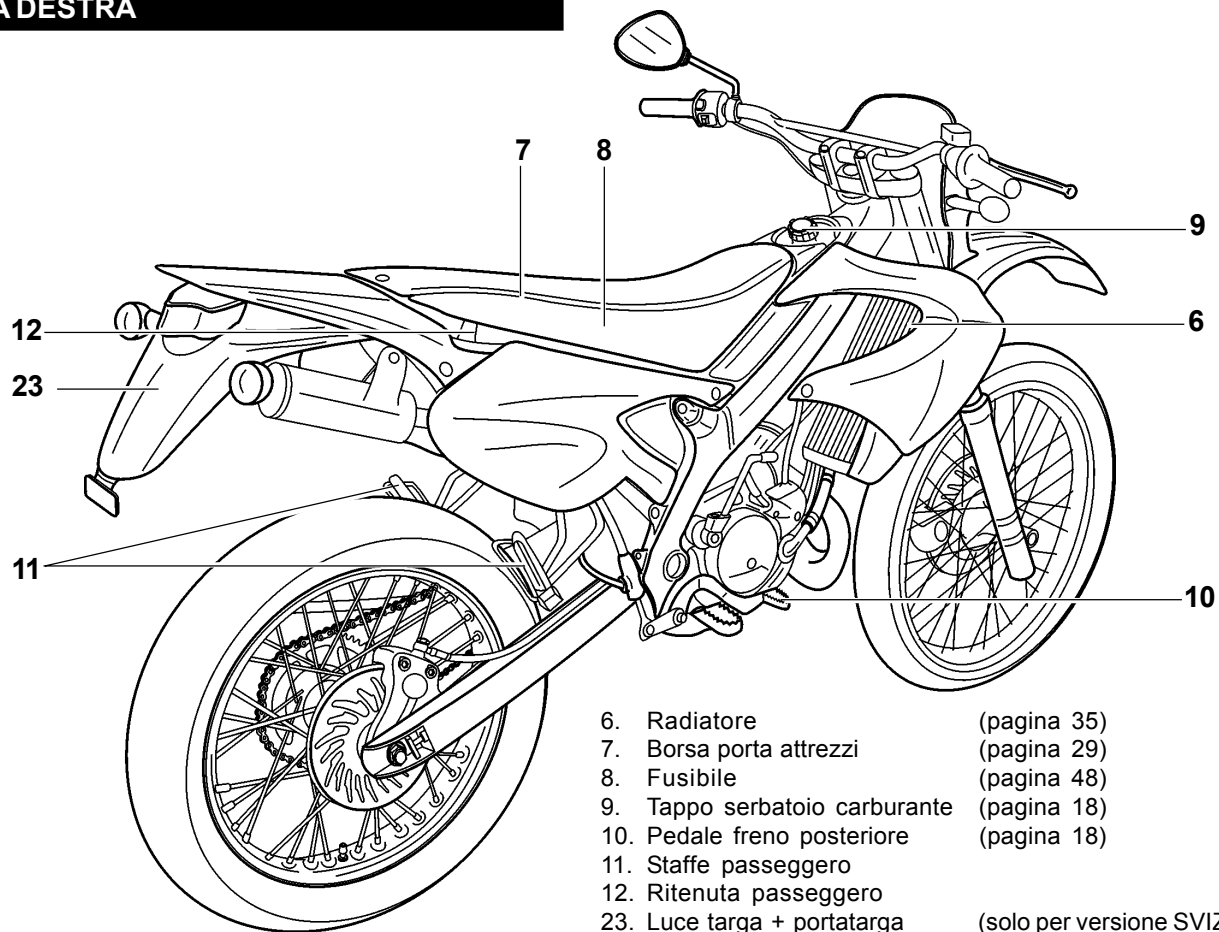 A DESTRA
7 8
9
12 6
23
11
10
6. Radiatore (pagina 35)
7. Borsa porta attrezzi (pagina 29)
8. Fusibile (pagina 48)
9. Tappo serbatoio carburante (pagina 18)
10. Pedale freno posteriore (pagina 18)
11. Staffe passeggero
12. Ritenuta passeggero
23. Luce targa + portatarga (solo per versione